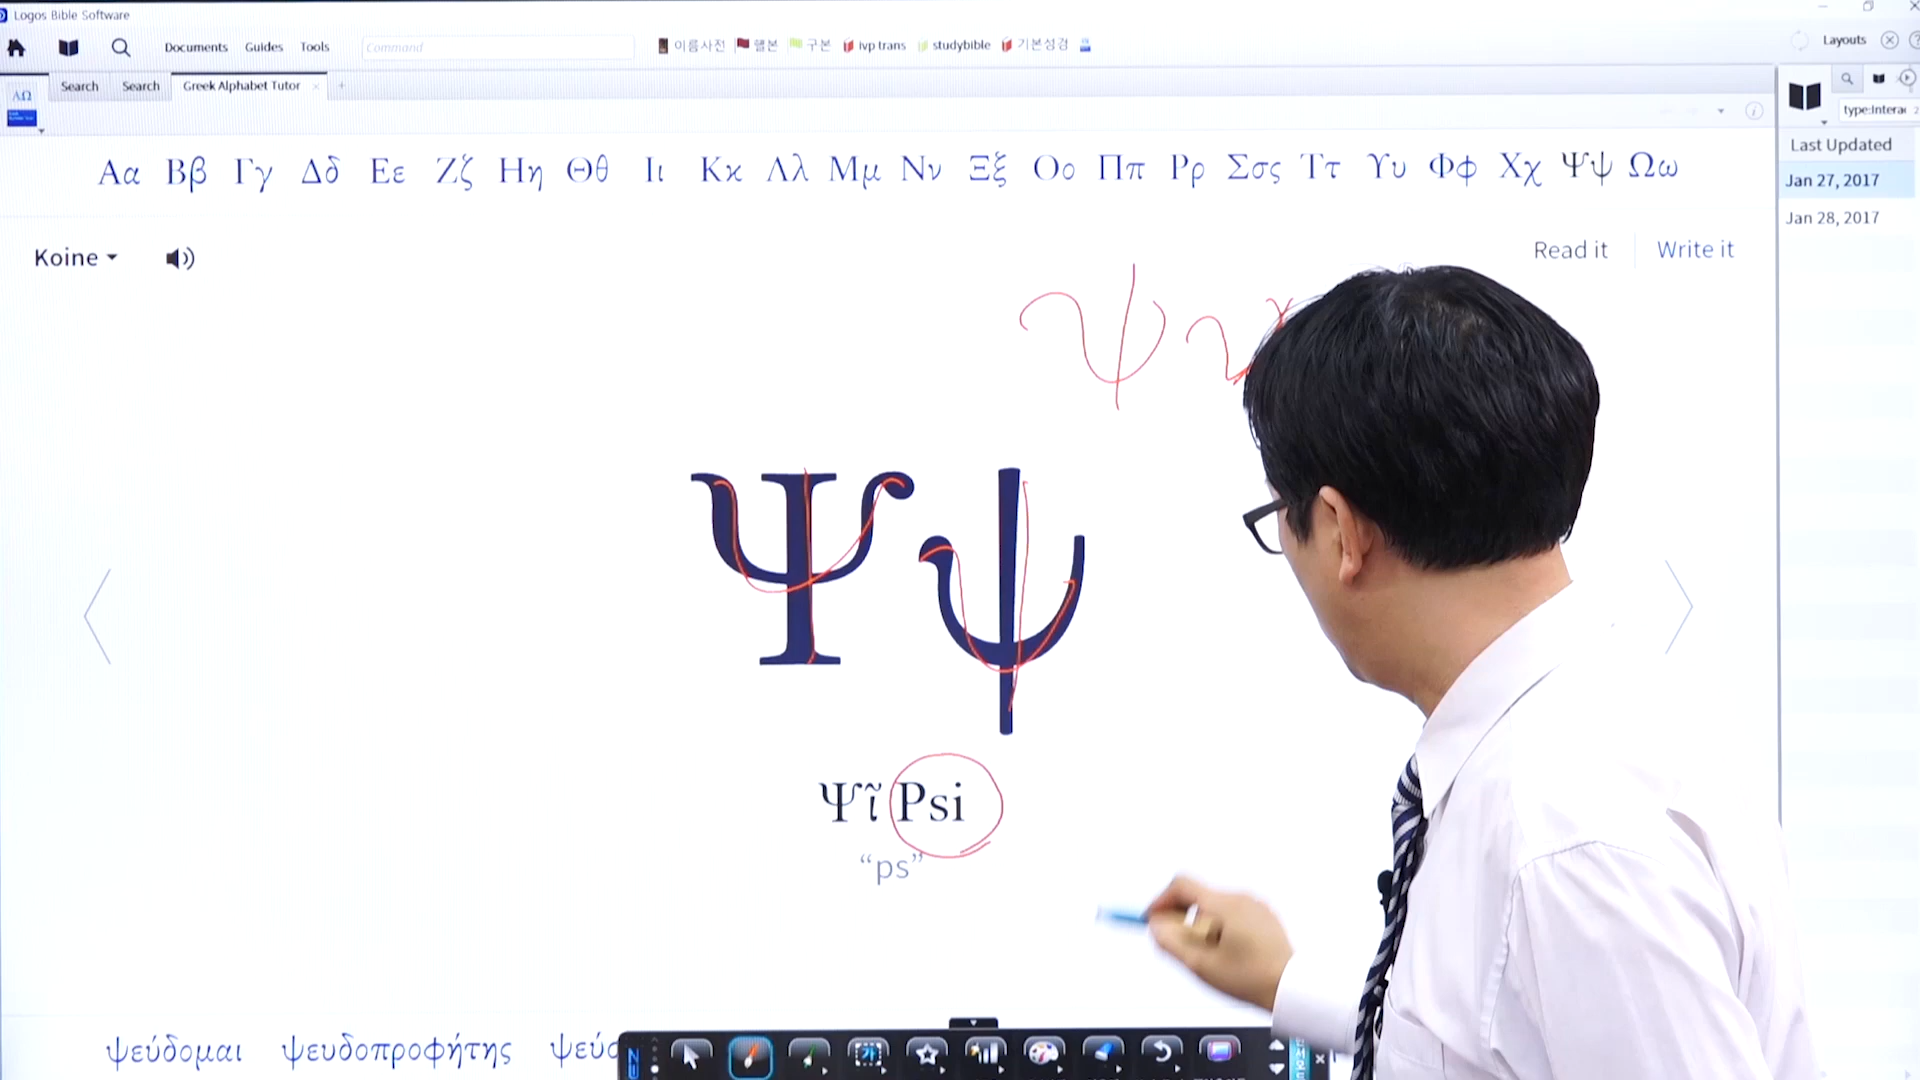 Logos Bible Software
Documents Guides Tools Command 이름사전 헬본 구본 ivp trans studybible 기본성경 Layouts
Search Search Greek Alphabet Tutor
type:Interac
Last Updated
Jan 27, 2017
Jan 28, 2017
Αα Ββ Γγ Δδ Εε Ζζ Ηη Θθ Ιι Κκ Λλ Μμ Νν Ξξ Οο Ππ Ρρ Σσς Ττ Υυ Φφ Χχ Ψψ Ωω
Koine Read it Write it
ψ
Ψψ
Ψῖ Psi
“ps”
ψεύδομαι ψευδοπροφήτης